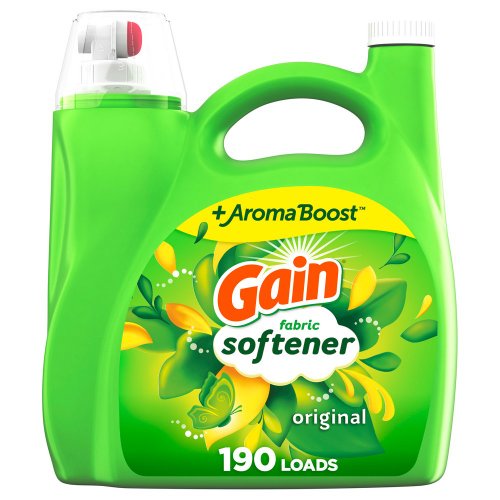 +AromaBoost™
Gain
fabric
softener
original
190 LOADS